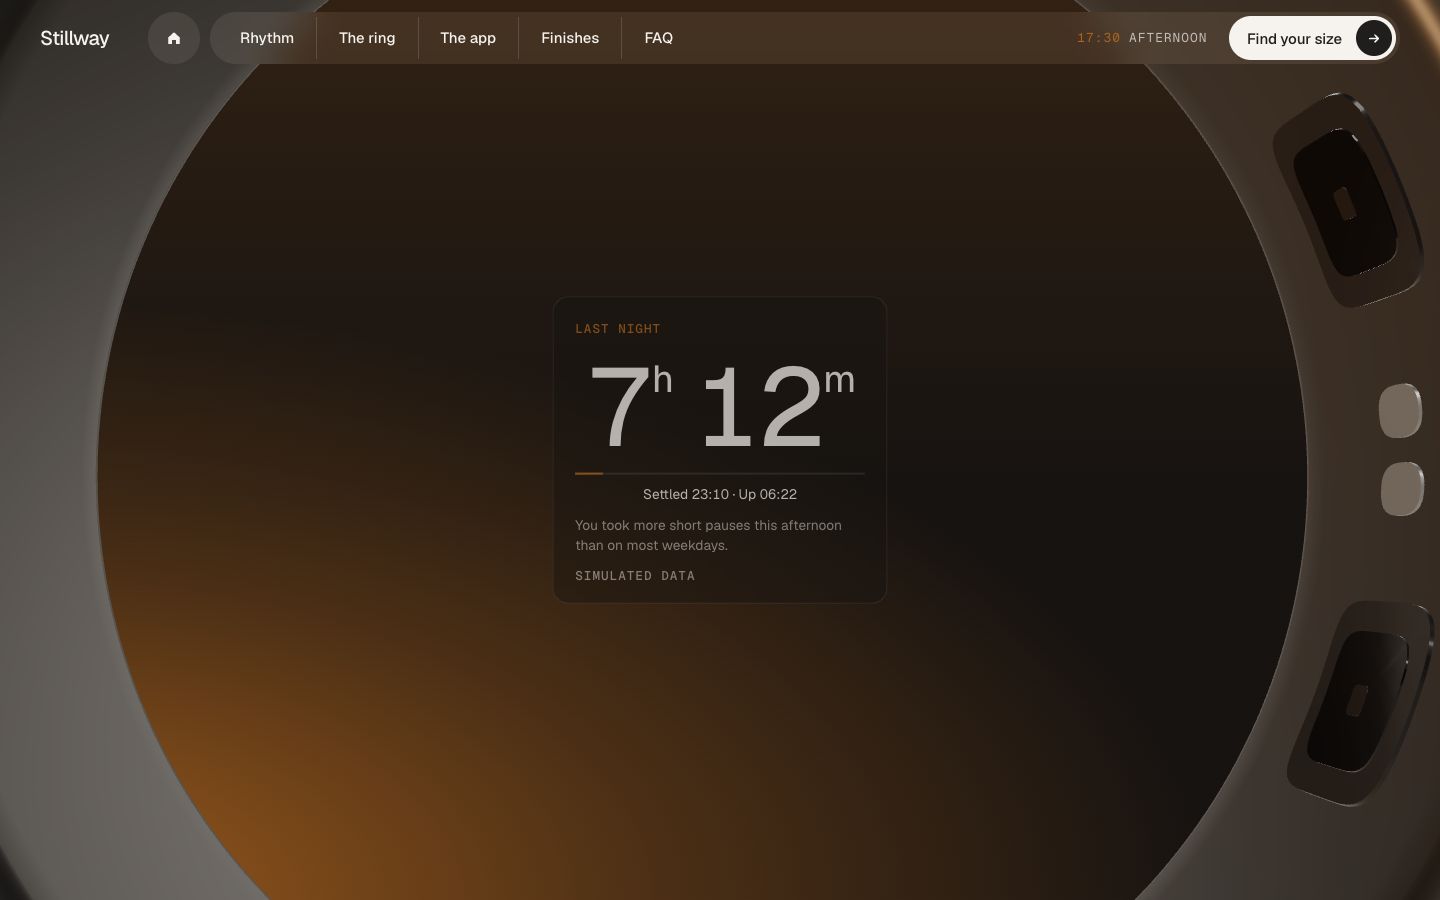 Stillway
Rhythm
The ring
The app
Finishes
FAQ
17:30 AFTERNOON
Find your size
LAST NIGHT
7h 12m
Settled 23:10 · Up 06:22
You took more short pauses this afternoon
than on most weekdays.
SIMULATED DATA